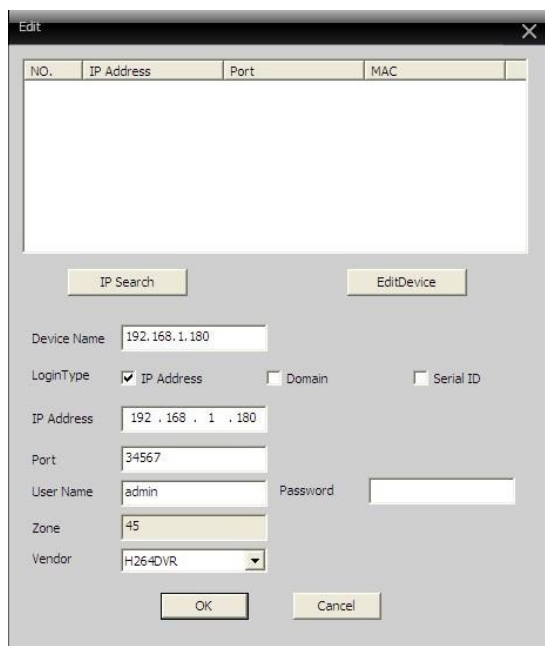 Edit
NO. IP Address Port MAC
IP Search EditDevice
Device Name 192.168.1.180
LoginType IP Address Domain Serial ID
IP Address 192 . 168 . 1 . 180
Port 34567
User Name admin Password
Zone 45
Vendor H264DVR
OK Cancel